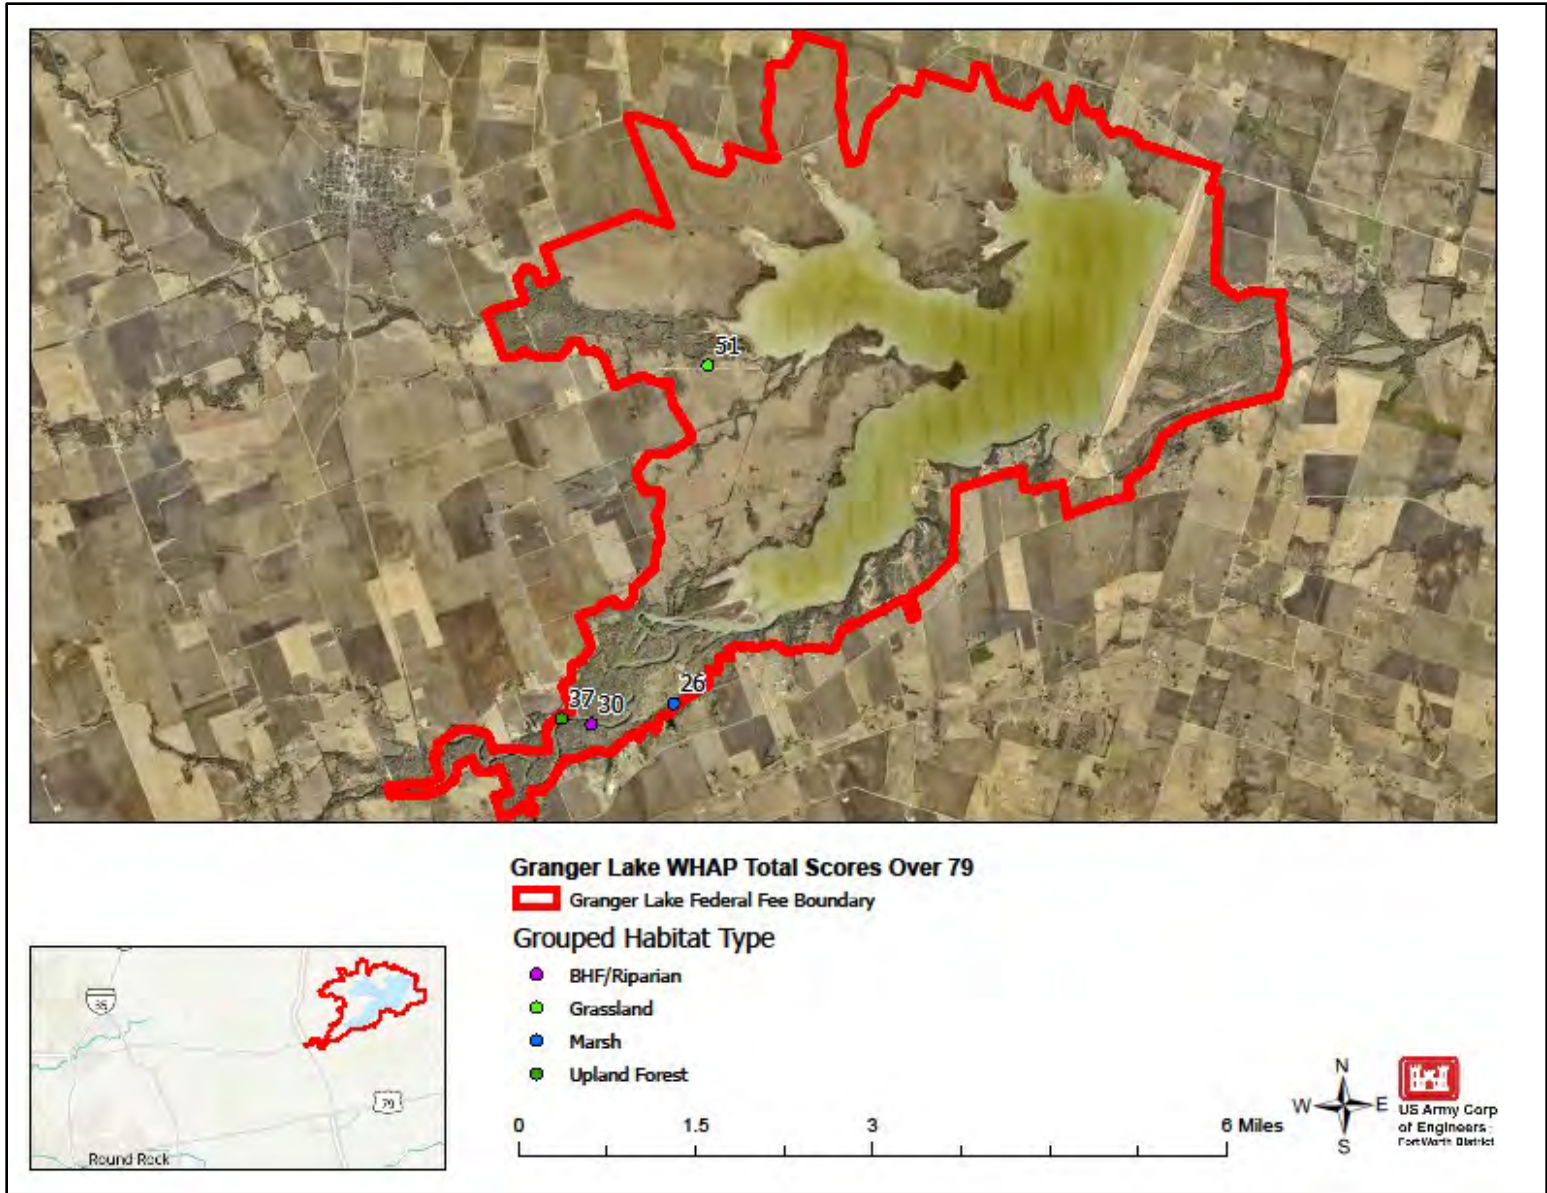 51
37
30
26
Granger Lake WHAP Total Scores Over 79
Granger Lake Federal Fee Boundary
Grouped Habitat Type
BHF/Riparian
Grassland
Marsh
Upland Forest
0 1.5 3 6 Miles
35
79
Round Rock
N
W E
S
US Army Corp
of Engineers
Fort Worth District